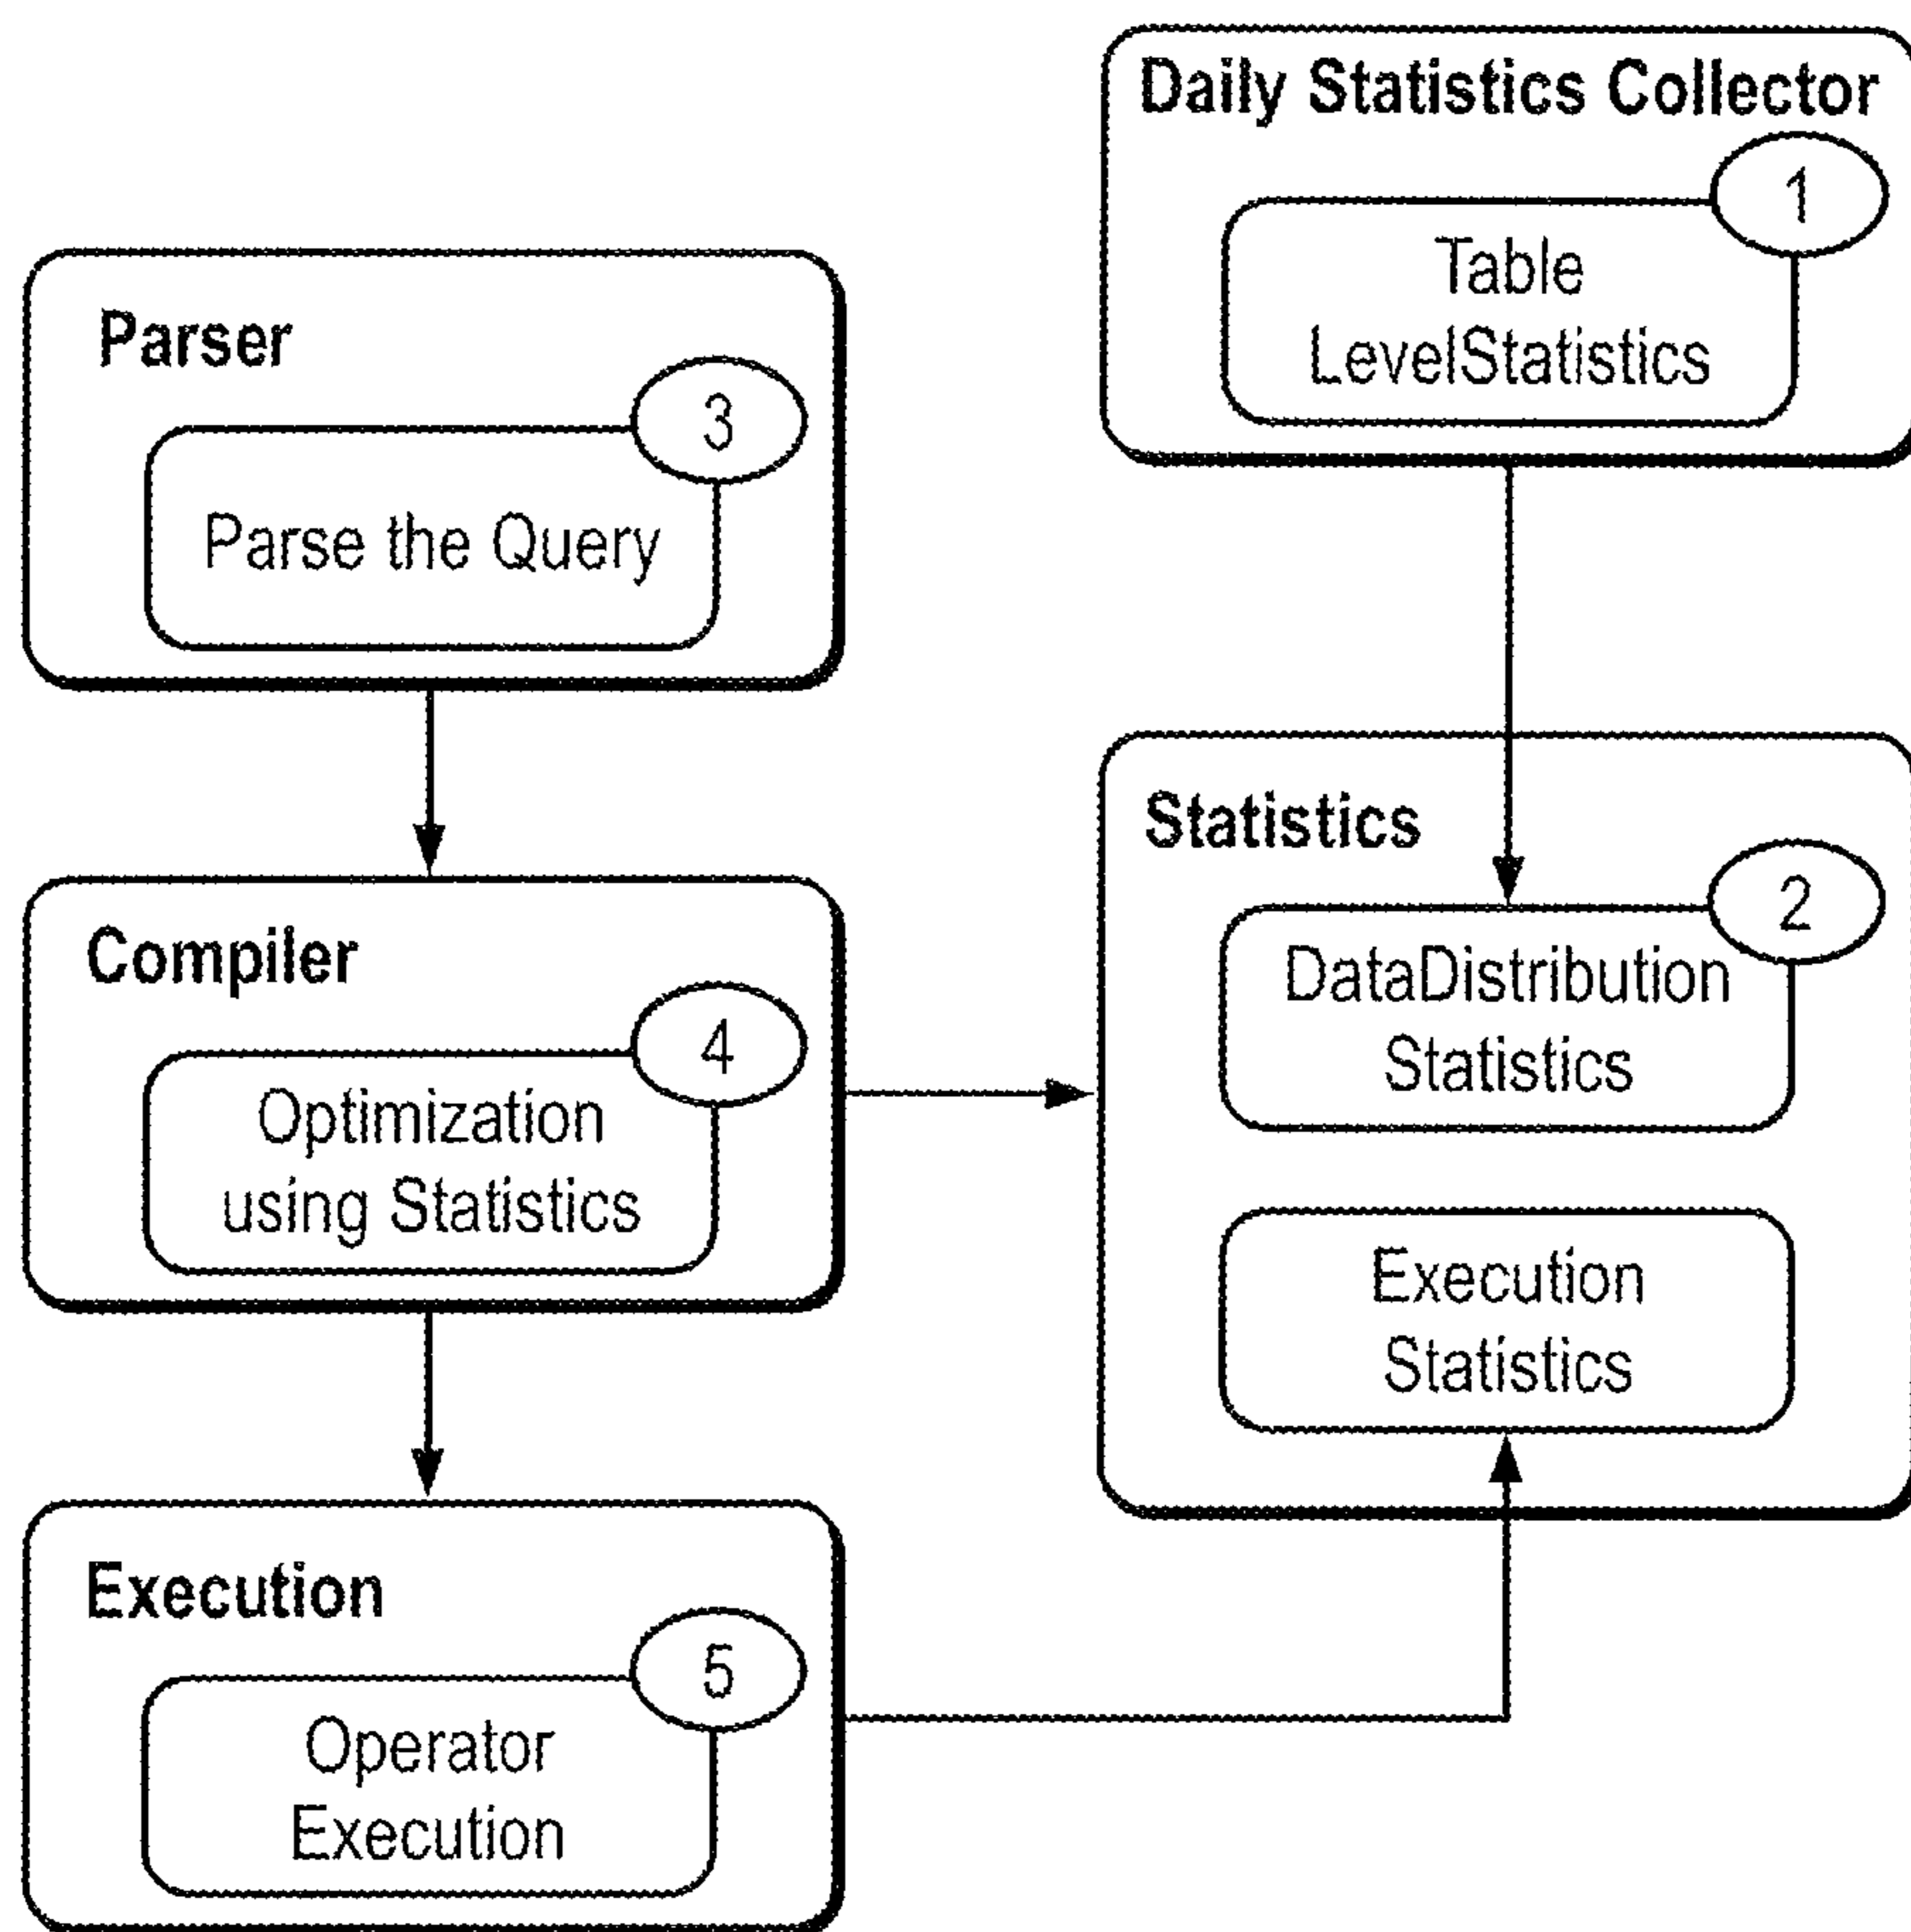 Daily Statistics Collector
1
Table
LevelStatistics
Parser
3
Parse the Query
Statistics
2
DataDistribution
Statistics
Execution
Statistics
Compiler
4
Optimization
using Statistics
Execution
5
Operator
Execution